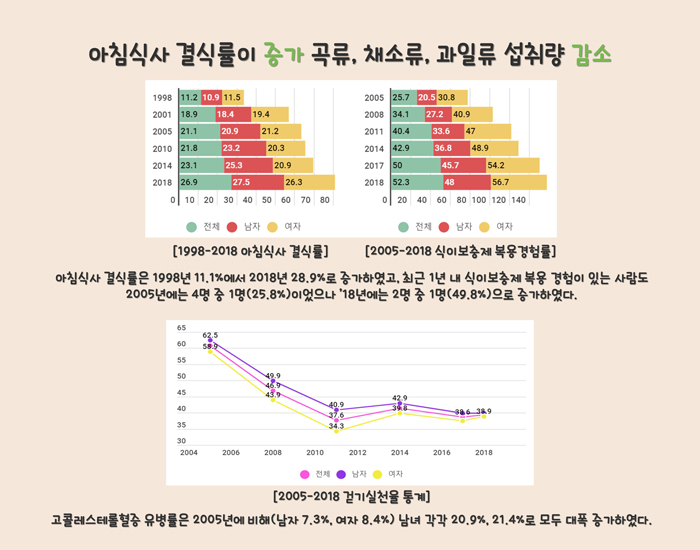 아침식사 결식률이 증가 곡류, 채소류, 과일류 섭취량 감소
1998 11.2 10.9 11.5
2001 18.9 18.4 19.4
2005 21.1 20.9 21.2
2010 21.8 23.2 20.3
2014 23.1 25.3 20.9
2018 26.9 27.5 26.3
0 10 20 30 40 50 60 70 80
전체 남자 여자
[1998-2018 아침식사 결식률]
2005 25.7 20.5 30.8
2008 34.1 27.2 40.9
2011 40.4 33.6 47
2014 42.9 36.8 48.9
2017 50 45.7 54.2
2018 52.3 48 56.7
0 20 40 60 80 100 120 140
전체 남자 여자
[2005-2018 식이보충제 복용경험률]
아침식사 결식률은 1998년 11.1%에서 2018년 28.9%로 증가하였고, 최근 1년 내 식이보충제 복용 경험이 있는 사람도
2005년에는 4명 중 1명(25.8%)이었으나 '18년에는 2명 중 1명(49.8%)으로 증가하였다.
65
60
55
50
45
40
35
30
62.5
58.9
49.9
46.9
43.9
40.9
37.6
34.3
42.9
39.8
38.6 38.9
2004 2006 2008 2010 2012 2014 2016 2018
전체 남자 여자
[2005-2018 걷기실천율 통계]
고콜레스테롤혈증 유병률은 2005년에 비해(남자 7.3%, 여자 8.4%) 남녀 각각 20.9%, 21.4%로 모두 대폭 증가하였다.